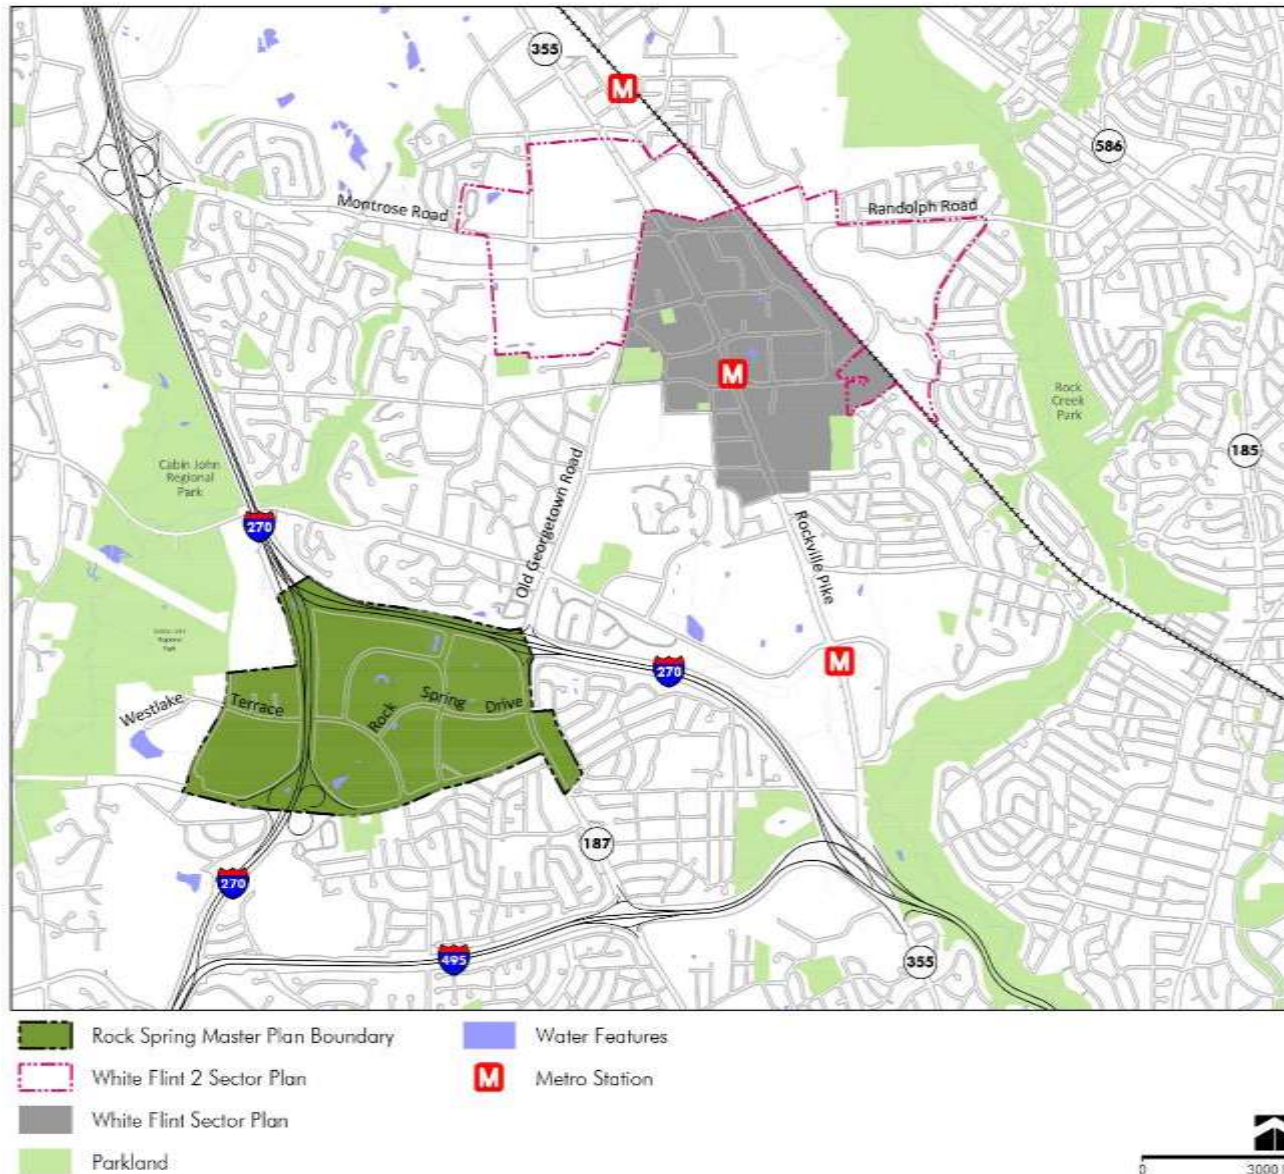 355
M
586
Montrose Road
Randolph Road
M
Rock
Creek
Park
185
Cabin John
Regional
Park
270
Old Georgetown Road
Rockville Pike
Regional
Park
M
270
Westlake
Terrace
Rock
Spring
Drive
187
270
495
355
Rock Spring Master Plan Boundary
White Flint 2 Sector Plan
White Flint Sector Plan
Parkland
Water Features
M
Metro Station
0
3000